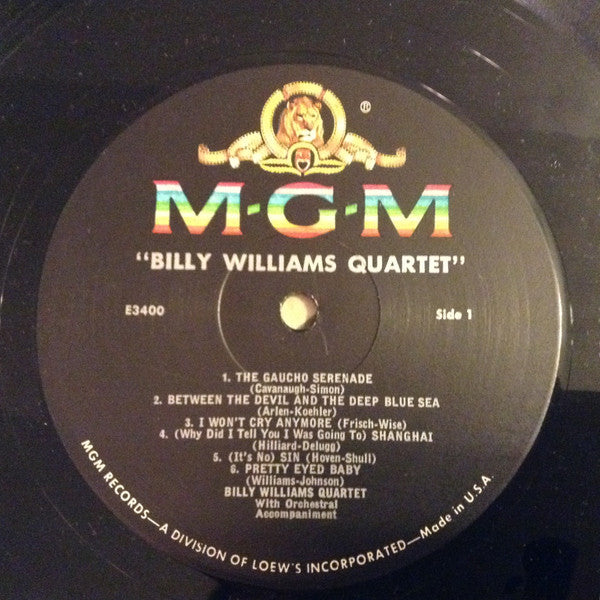 ®
M-G-M
"BILLY WILLIAMS QUARTET"
E3400
Side 1
1. THE GAUCHO SERENADE
(Cavanaugh-Simon)
2. BETWEEN THE DEVIL AND THE DEEP BLUE SEA
(Arlen-Koehler)
3. I WON'T CRY ANYMORE (Frisch-Wise)
4. (Why Did I Tell You I Was Going To) SHANGHAI
(Hilliard-Delugg)
5. (It's No) SIN (Hoven-Shull)
6. PRETTY EYED BABY
(Williams-Johnson)
BILLY WILLIAMS QUARTET
With Orchestral
Accompaniment
MGM RECORDS—A DIVISION OF LOEW'S INCORPORATED—Made in U.S.A.